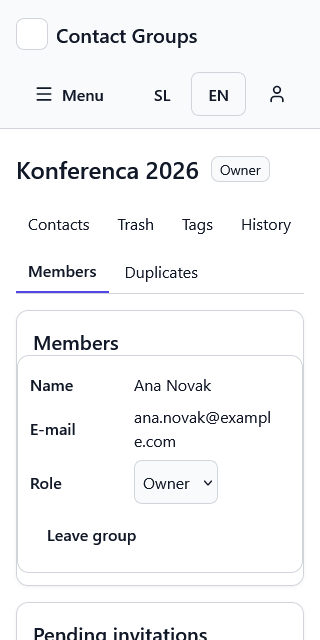 Contact Groups
Menu SL EN
Konferenca 2026 Owner
Contacts Trash Tags History
Members Duplicates
Members
Name Ana Novak
E-mail ana.novak@exampl
e.com
Role Owner
Leave group
Pending invitations